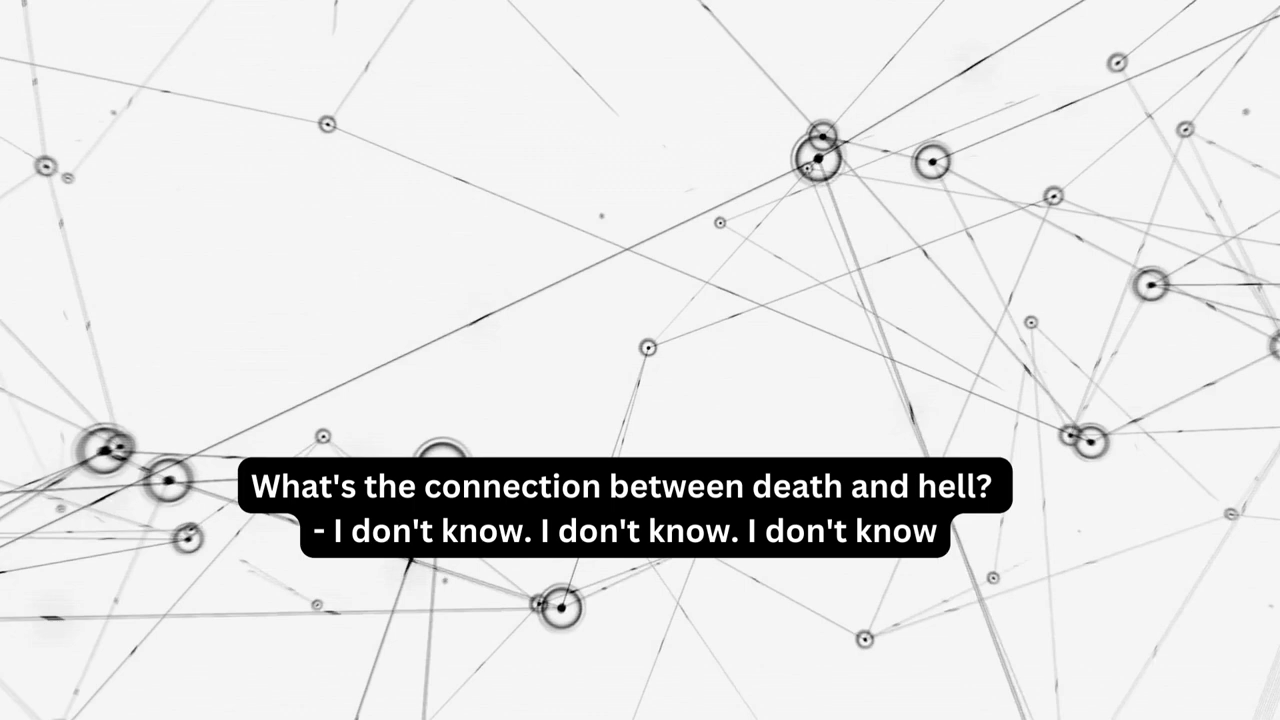 What's the connection between death and hell?
- I don't know. I don't know. I don't know